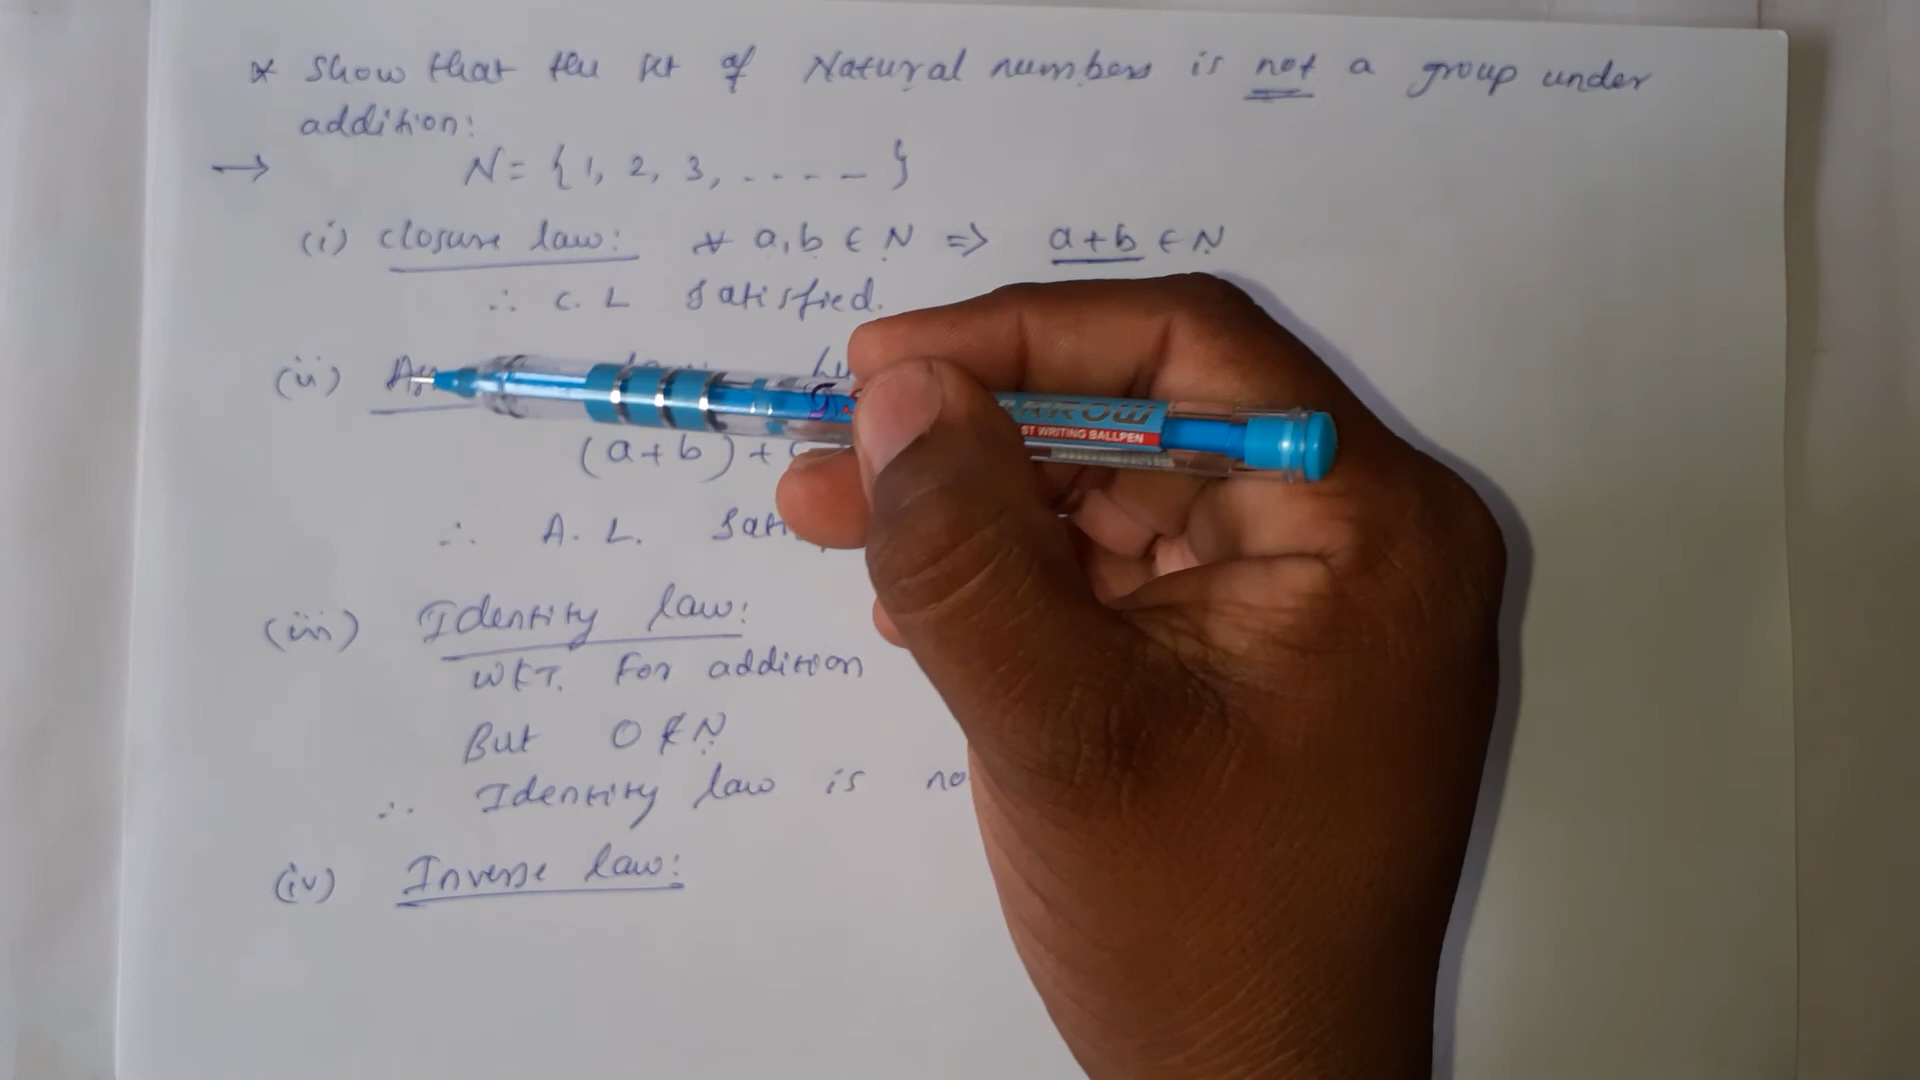 * Show that the set of Natural numbers is not a group under
addition:
→ N = {1, 2, 3, ..... }
(i) closure law: ∀ a, b ∈ N ⇒ a+b ∈ N
∴ C. L satisfied.
(ii)
(a+b)+
∴ A. L.
(iii) Identity law:
WKT. For addition
But 0 ∉ N
∴ Identity law is
(iv) Inverse law:
ST WRITING BALLPEN